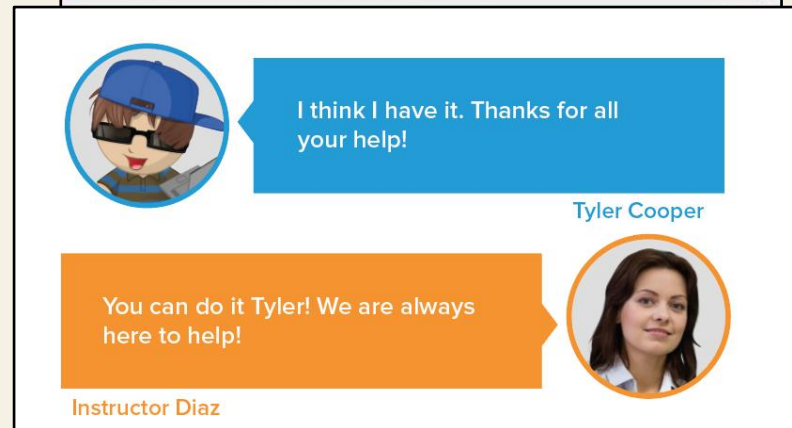 I think I have it. Thanks for all
your help!
Tyler Cooper
You can do it Tyler! We are always
here to help!
Instructor Diaz